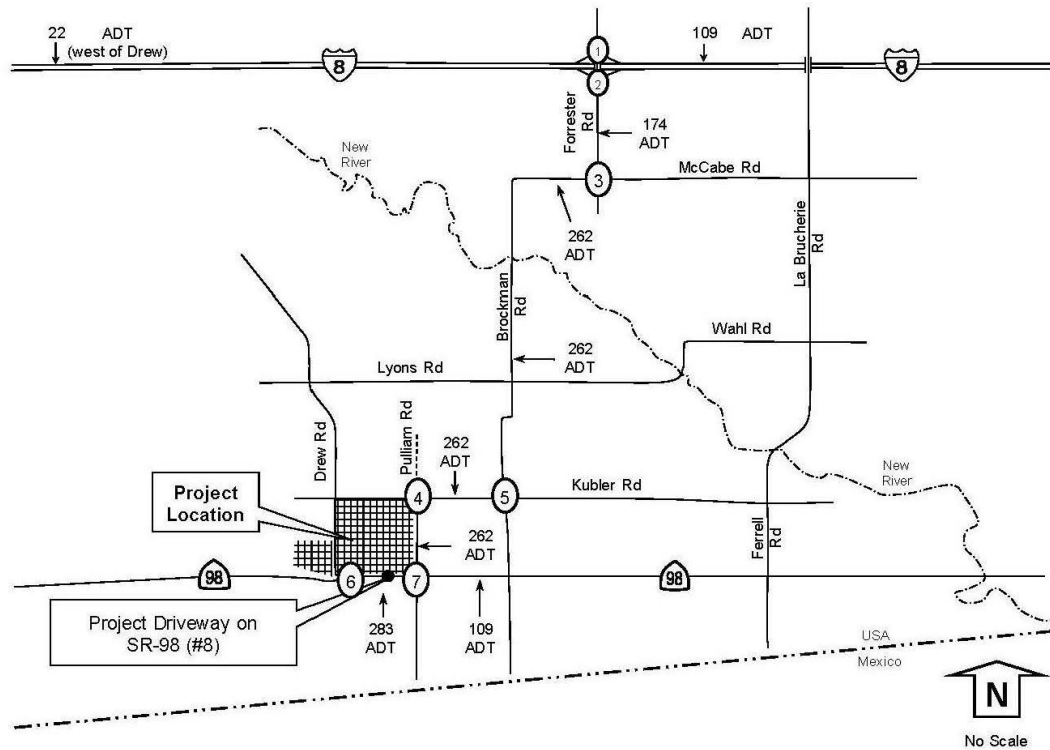 22 ADT
(west of Drew)
109 ADT
8
8
1
2
Forrester
Rd
174
ADT
New
River
3
McCabe Rd
262
ADT
La Brucherie
Rd
Brockman
Rd
Wahl Rd
262
ADT
Lyons Rd
Drew Rd
Pulliam Rd
262
ADT
New
River
Project
Location
4
5
Kubler Rd
262
ADT
Ferrell
Rd
98
6
7
98
Project Driveway on
SR-98 (#8)
283
ADT
109
ADT
USA
Mexico
N
No Scale